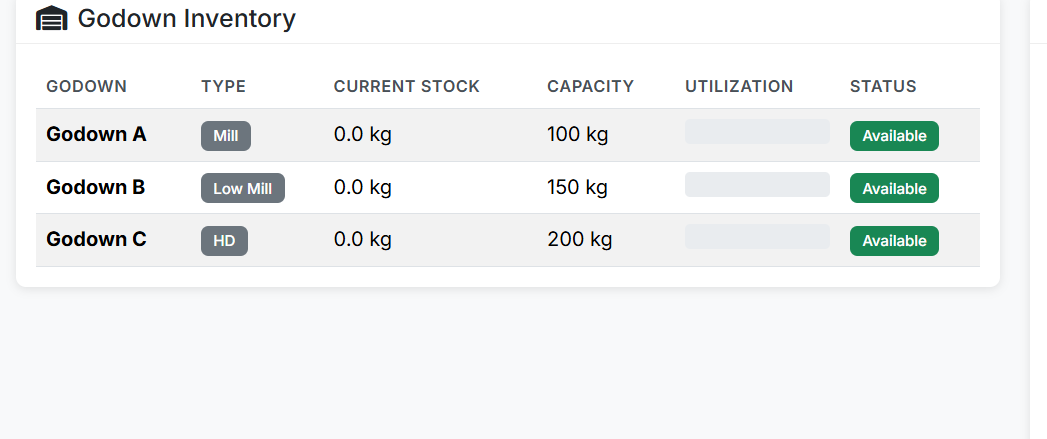 Godown Inventory
GODOWN TYPE CURRENT STOCK CAPACITY UTILIZATION STATUS
Godown A Mill 0.0 kg 100 kg Available
Godown B Low Mill 0.0 kg 150 kg Available
Godown C HD 0.0 kg 200 kg Available